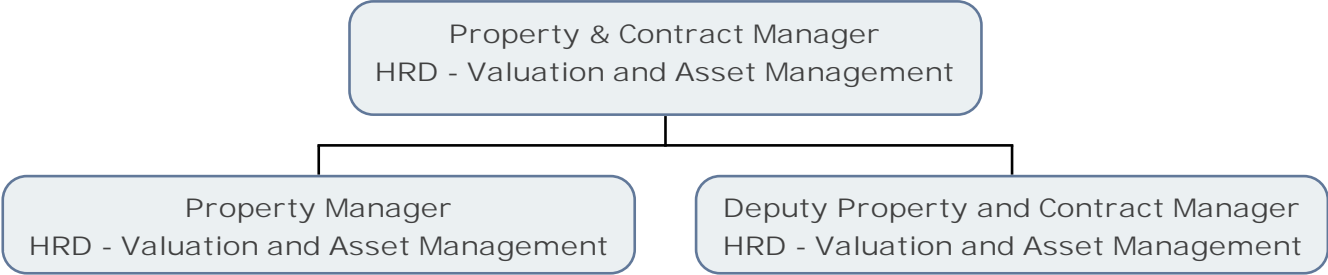 Property & Contract Manager
HRD - Valuation and Asset Management
Property Manager
HRD - Valuation and Asset Management
Deputy Property and Contract Manager
HRD - Valuation and Asset Management